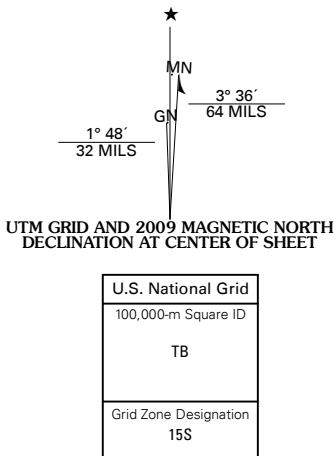 ★
MN
3° 36´
64 MILS
GN
1° 48´
32 MILS
UTM GRID AND 2009 MAGNETIC NORTH
DECLINATION AT CENTER OF SHEET
U.S. National Grid
100,000-m Square ID
TB
Grid Zone Designation
15S